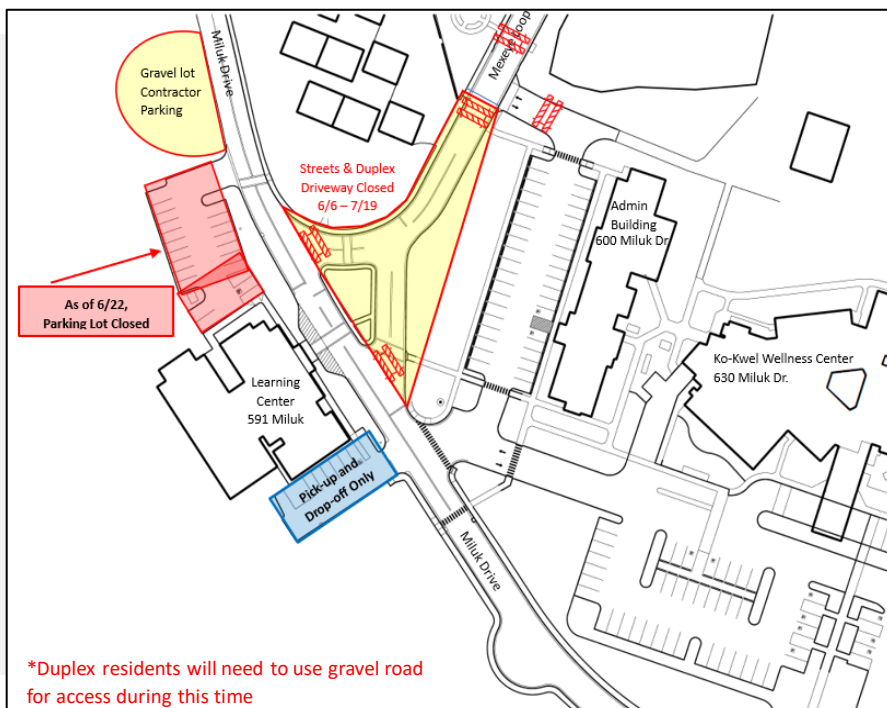 Miluk Drive
Gravel lot
Contractor
Parking
Mexeye Loop
Streets & Duplex
Driveway Closed
6/6 – 7/19
Admin
Building
600 Miluk Dr
As of 6/22,
Parking Lot Closed
Ko-Kwel Wellness Center
630 Miluk Dr.
Learning
Center
591 Miluk
Pick-up and
Drop-off Only
Miluk Drive
*Duplex residents will need to use gravel road
for access during this time